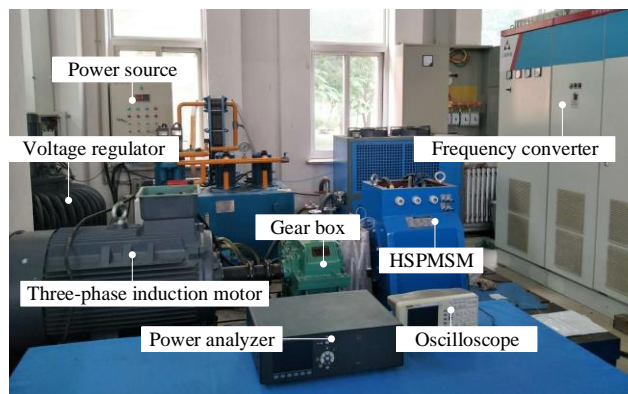 Power source
Voltage regulator
Frequency converter
Gear box
HSPMSM
Three-phase induction motor
Power analyzer
Oscilloscope